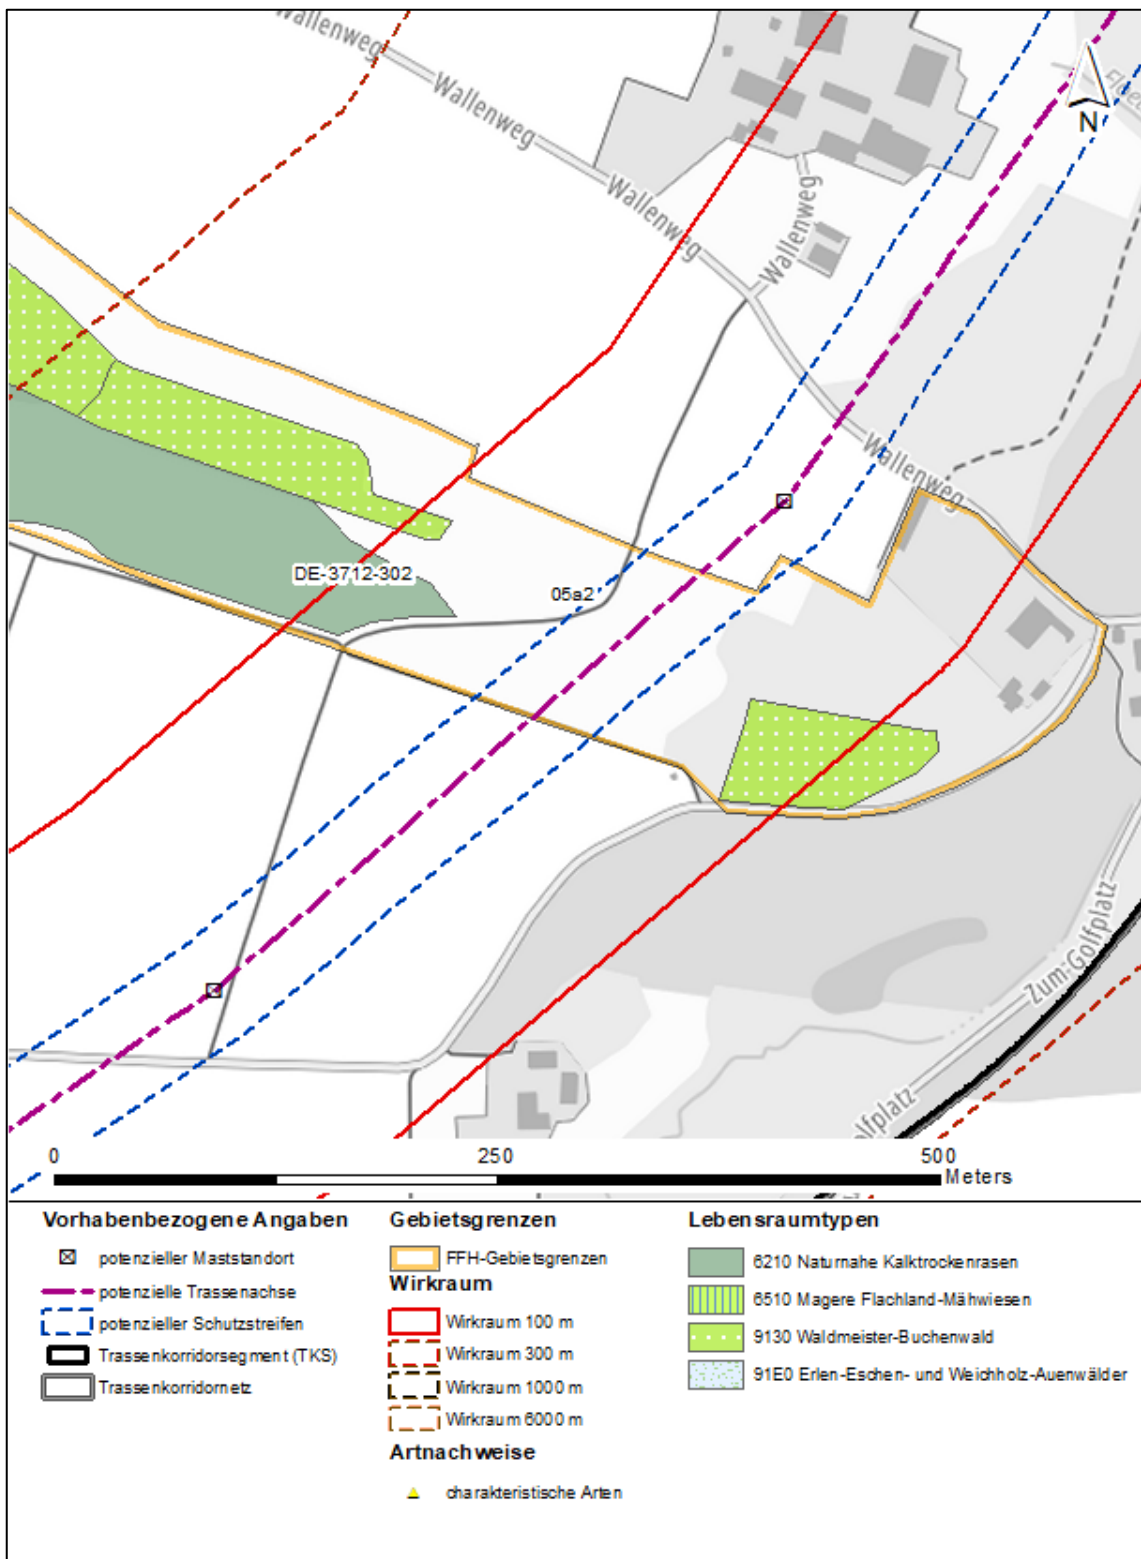 Wallenweg
Wallenweg
Wallenweg
Wallenweg
N
Wallenweg
DE-3712-302
05a2
Zum-Golfplatz
olfplatz
0 250 500
Meters
Vorhabenbezogene Angaben
potenzieller Maststandort
potenzielle Trassenachse
potenzieller Schutzstreifen
Trassenkorridorsegment (TKS)
Trassenkorridornetz
Gebietsgrenzen
FFH-Gebietsgrenzen
Wirkraum
Wirkraum 100 m
Wirkraum 300 m
Wirkraum 1000 m
Wirkraum 6000 m
Artnachweise
charakteristische Arten
Lebensraumtypen
6210 Naturnahe Kalktrockenrasen
6510 Magere Flachland-Mähwiesen
9130 Waldmeister-Buchenwald
91E0 Erlen-Eschen- und Weichholz-Auenwälder